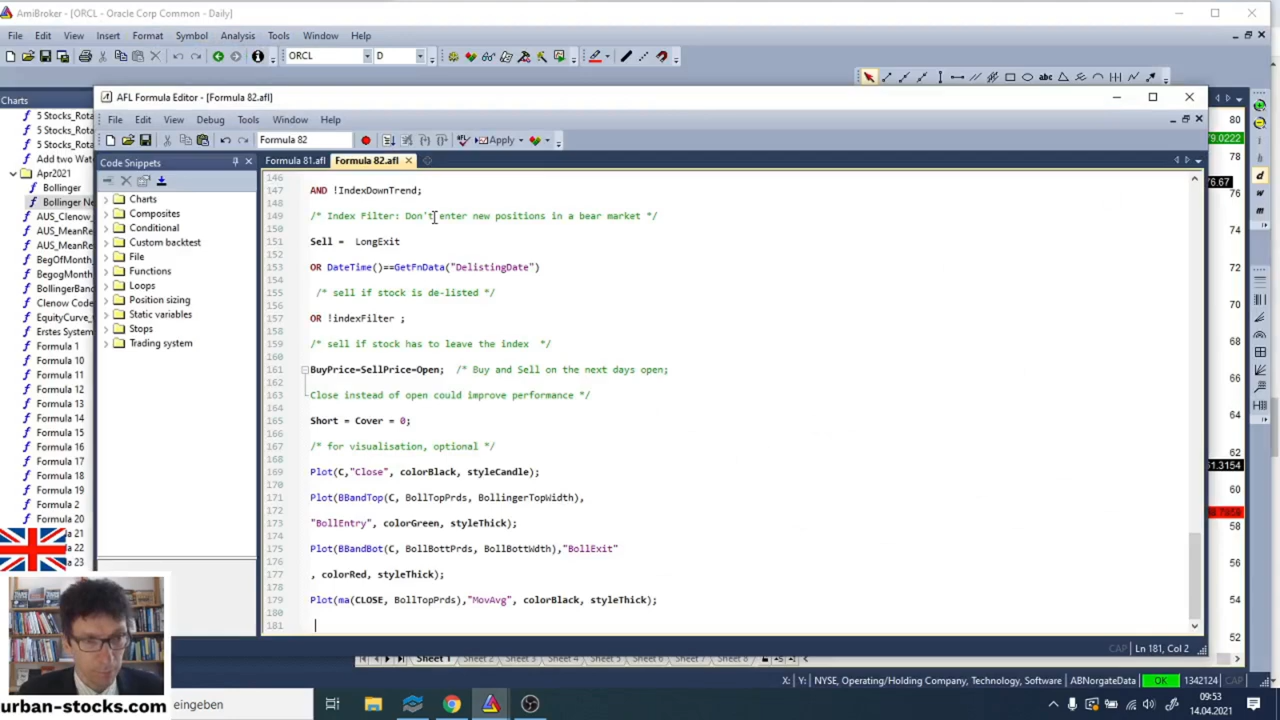 AmiBroker - [ORCL - Oracle Corp Common - Daily]
File Edit View Insert Format Symbol Analysis Tools Window Help
ORCL D
Charts
5 Stocks_Rota
5 Stocks_Rota
5 Stocks_Rota
Add two Wat
Apr2021
Bollinger
Bollinger Ne
AUS_Clenow_
AUS_MeanRe
AUS_MeanRe
BegOfMonth_
BegogMonth_
BollingerBand
Clenow Code
EquityCurve_
Erstes System
Formula 1
Formula 10
Formula 11
Formula 12
Formula 13
Formula 14
Formula 15
Formula 16
Formula 17
Formula 18
Formula 19
Formula 2
Formula 20
mula 21
22
23
AFL Formula Editor - [Formula 82.afl]
File Edit View Debug Tools Window Help
Formula 82 Apply
Code Snippets
Charts
Composites
Conditional
Custom backtest
File
Functions
Loops
Position sizing
Static variables
Stops
Trading system
Formula 81.afl Formula 82.afl
146
147 AND !IndexDownTrend;
148
149 /* Index Filter: Don't enter new positions in a bear market */
150
151 Sell = LongExit
152
153 OR DateTime()==GetFnData("DelistingDate")
154
155 /* sell if stock is de-listed */
156
157 OR !indexFilter ;
158
159 /* sell if stock has to leave the index */
160
161 BuyPrice=SellPrice=Open; /* Buy and Sell on the next days open;
162
163 Close instead of open could improve performance */
164
165 Short = Cover = 0;
166
167 /* for visualisation, optional */
168
169 Plot(C,"Close", colorBlack, styleCandle);
170
171 Plot(BBandTop(C, BollTopPrds, BollingerTopWidth),
172
173 "BollEntry", colorGreen, styleThick);
174
175 Plot(BBandBot(C, BollBottPrds, BollBottWdth),"BollExit"
176
177 , colorRed, styleThick);
178
179 Plot(ma(CLOSE, BollTopPrds),"MovAvg", colorBlack, styleThick);
180
181
CAP Ln 181, Col 2
80
79.0222
78
76.67
74
72
70
68
66
64
62
51.3154
60
58
56
54
52
d
w
m
Sheet 1 Sheet 2 Sheet 3 Sheet 4 Sheet 5 Sheet 6 Sheet 7 Sheet 8
X: Y: NYSE, Operating/Holding Company, Technology, Software ABNorgateData OK 1342124 CAP
urban-stocks.com
eingeben
09:53
14.04.2021